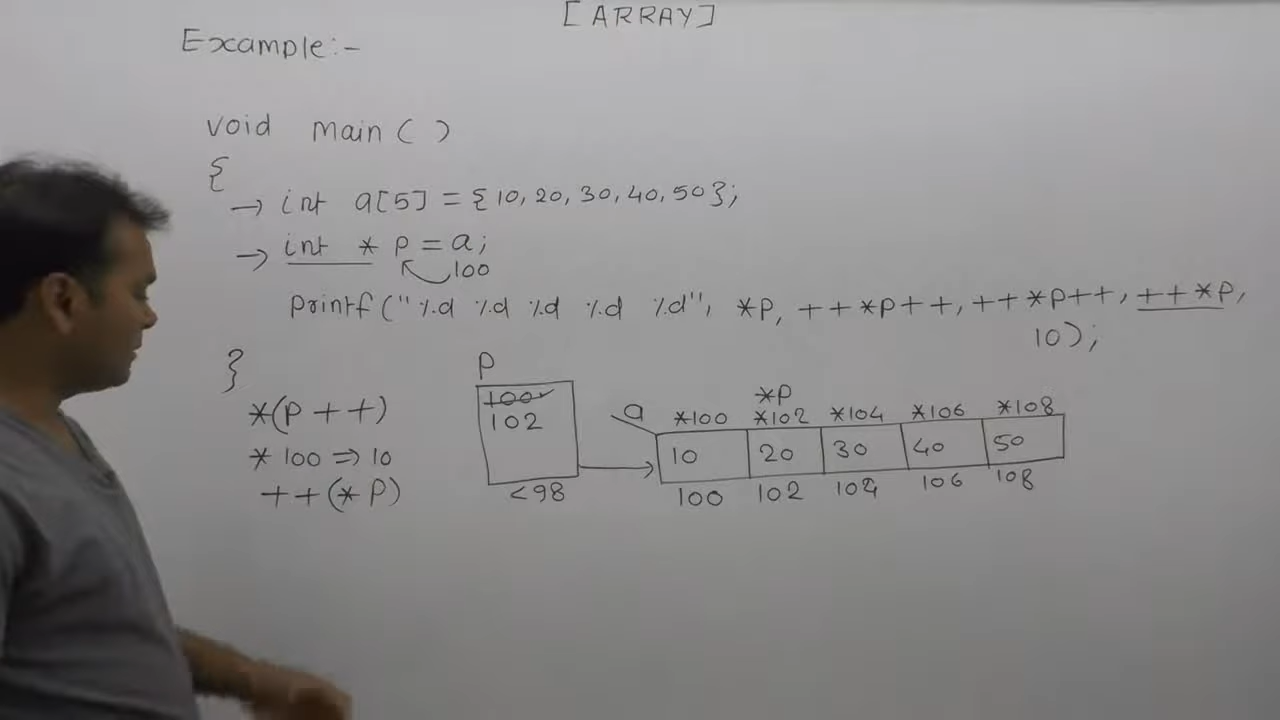 [ARRAY]
Example:-
void main( )
{
→ int a[5] = {10, 20, 30, 40, 50};
→ int * p = a;
100
printf("%d %d %d %d %d", *p, ++*p++, ++*p++, ++*p,
10);
}
p
*(p++)
100
102
*p
a
*100 *102 *104 *106 *108
* 100 ⇒ 10
10 20 30 40 50
++(*p)
<98
100 102 104 106 108